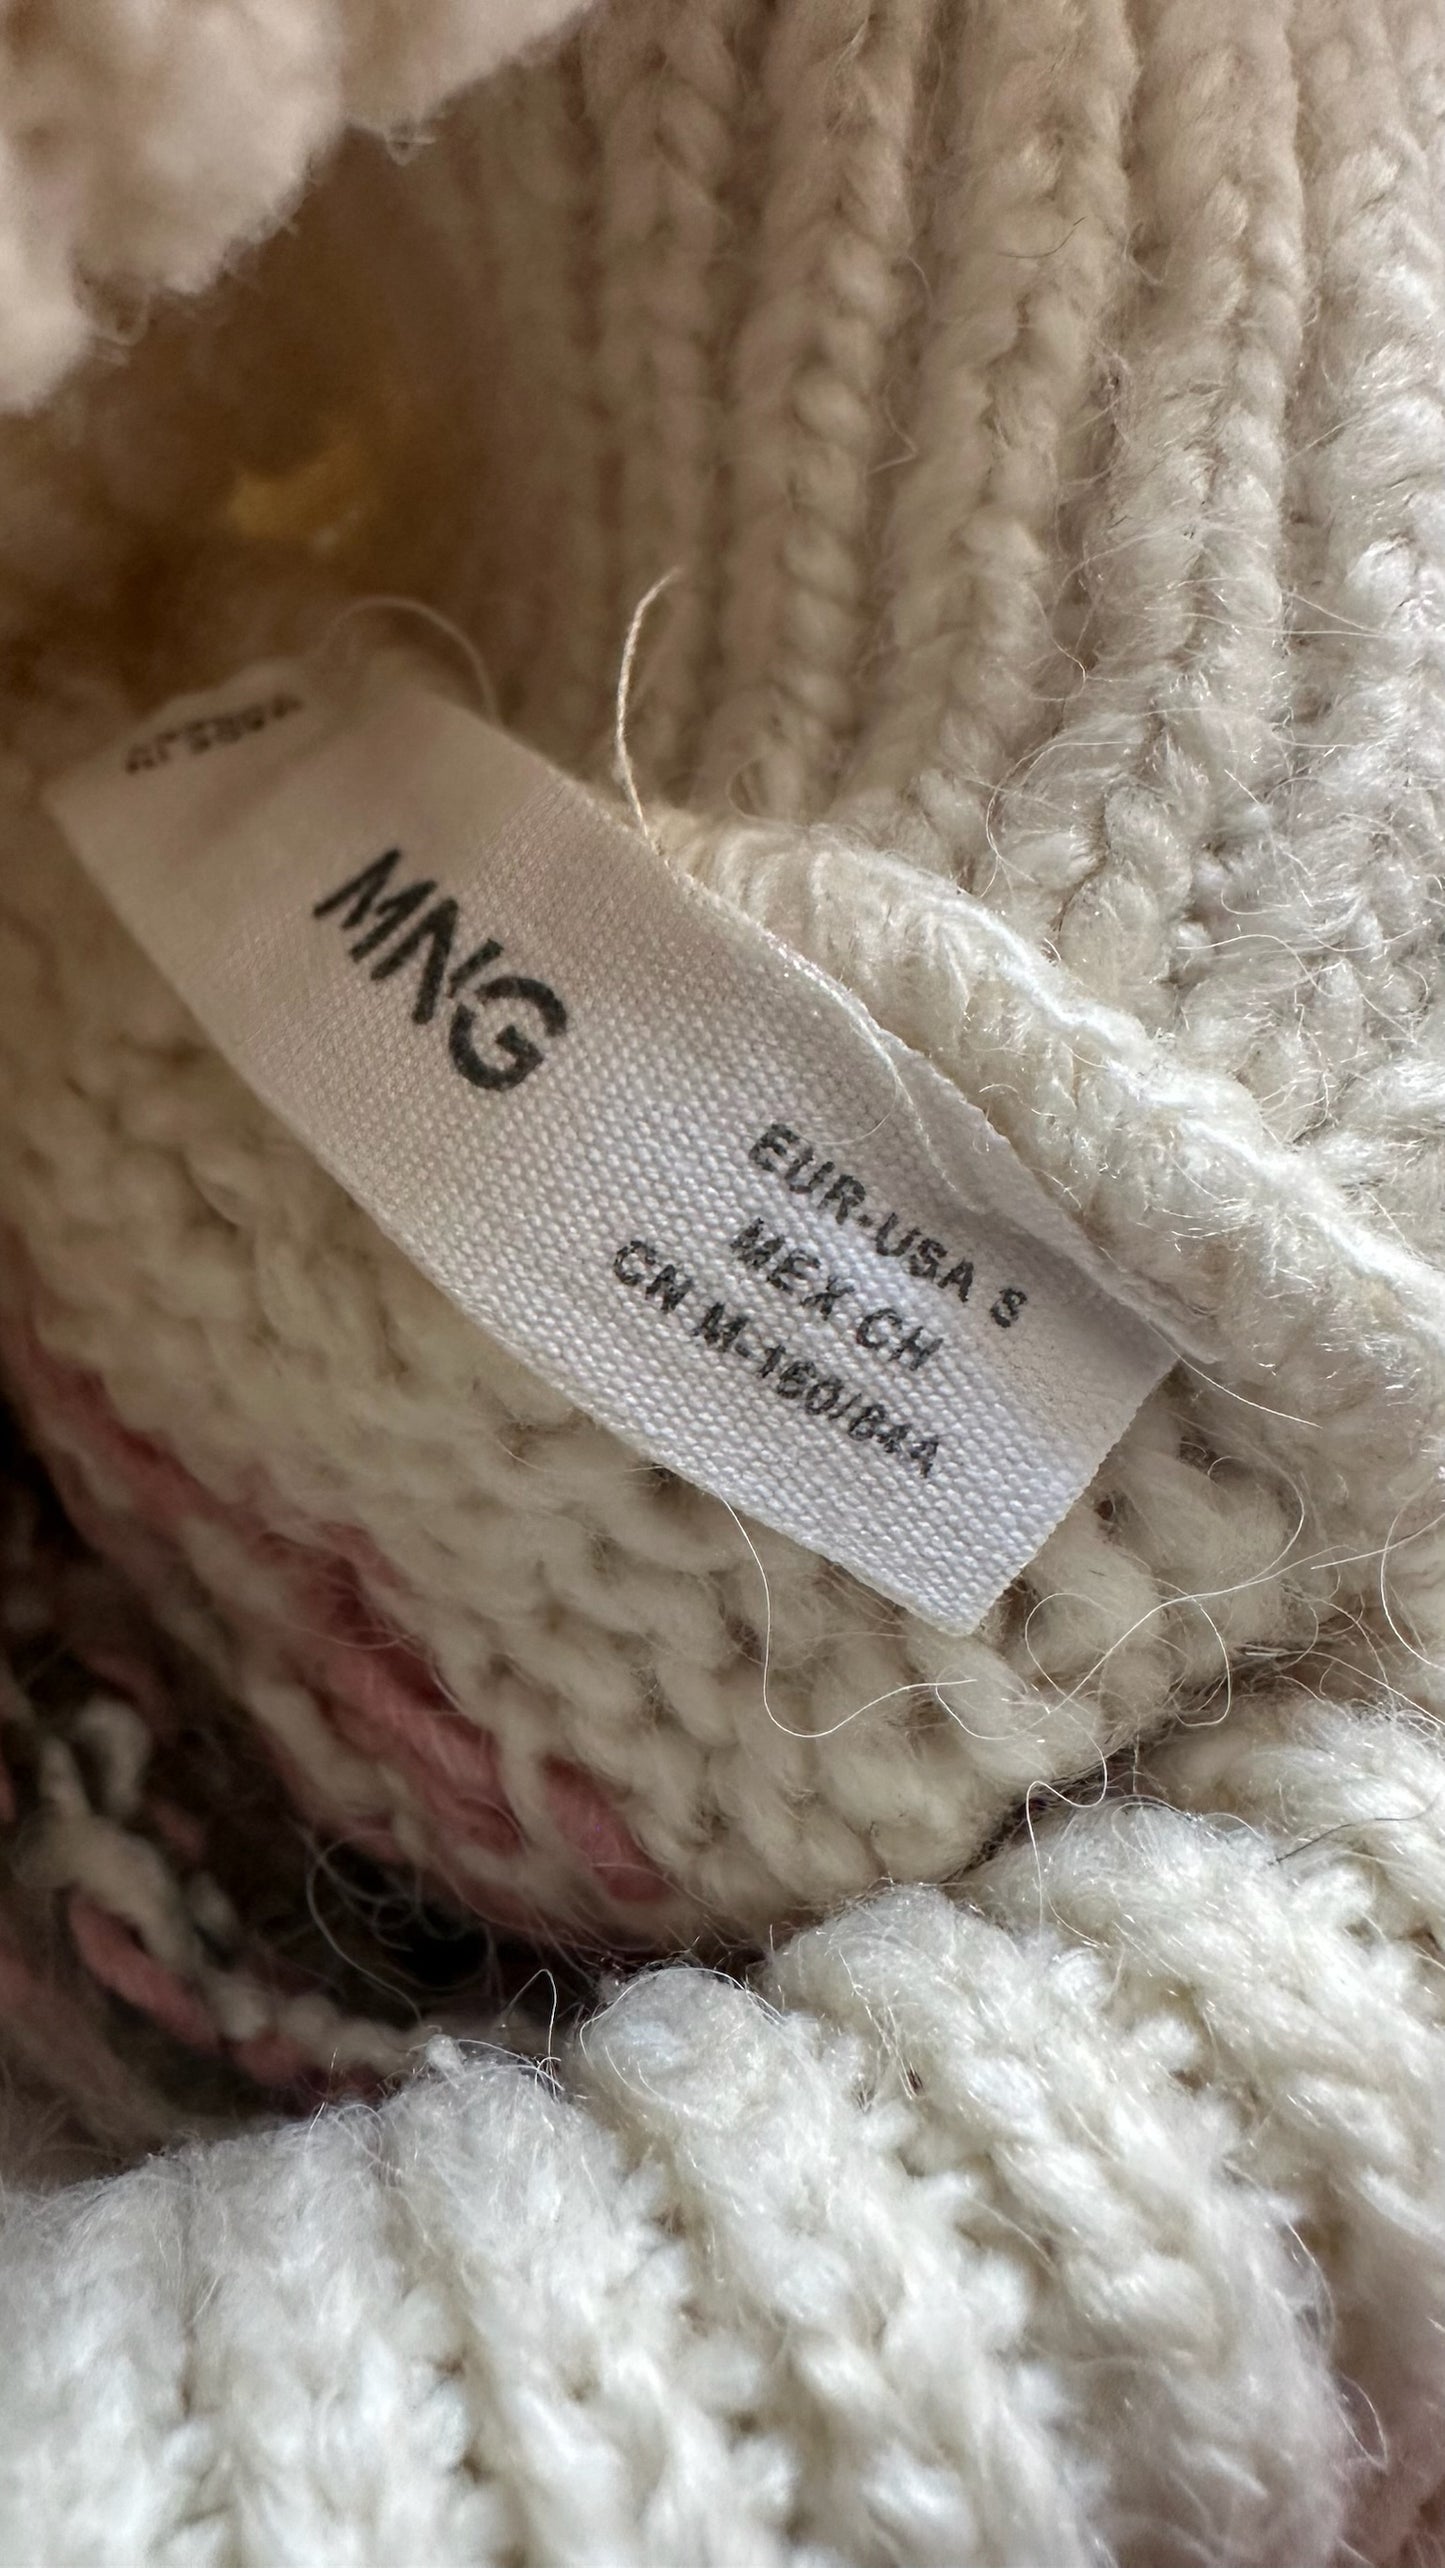 MNG
EUR-USA S
MEX CH
CN M-160/84A